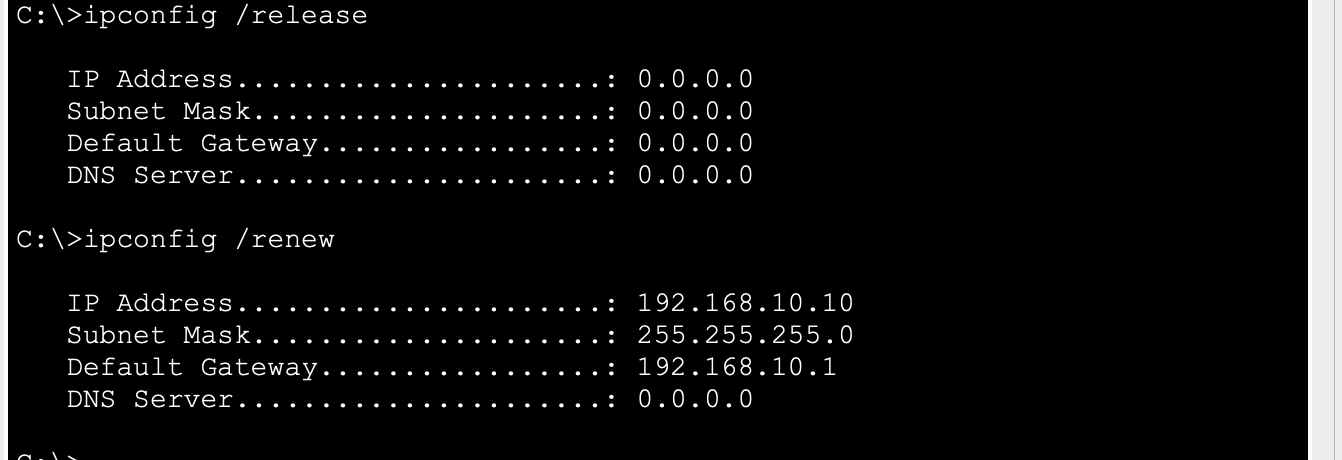 C:\>ipconfig /release
IP Address......................: 0.0.0.0
Subnet Mask.....................: 0.0.0.0
Default Gateway.................: 0.0.0.0
DNS Server......................: 0.0.0.0
C:\>ipconfig /renew
IP Address......................: 192.168.10.10
Subnet Mask.....................: 255.255.255.0
Default Gateway.................: 192.168.10.1
DNS Server......................: 0.0.0.0
C:\>